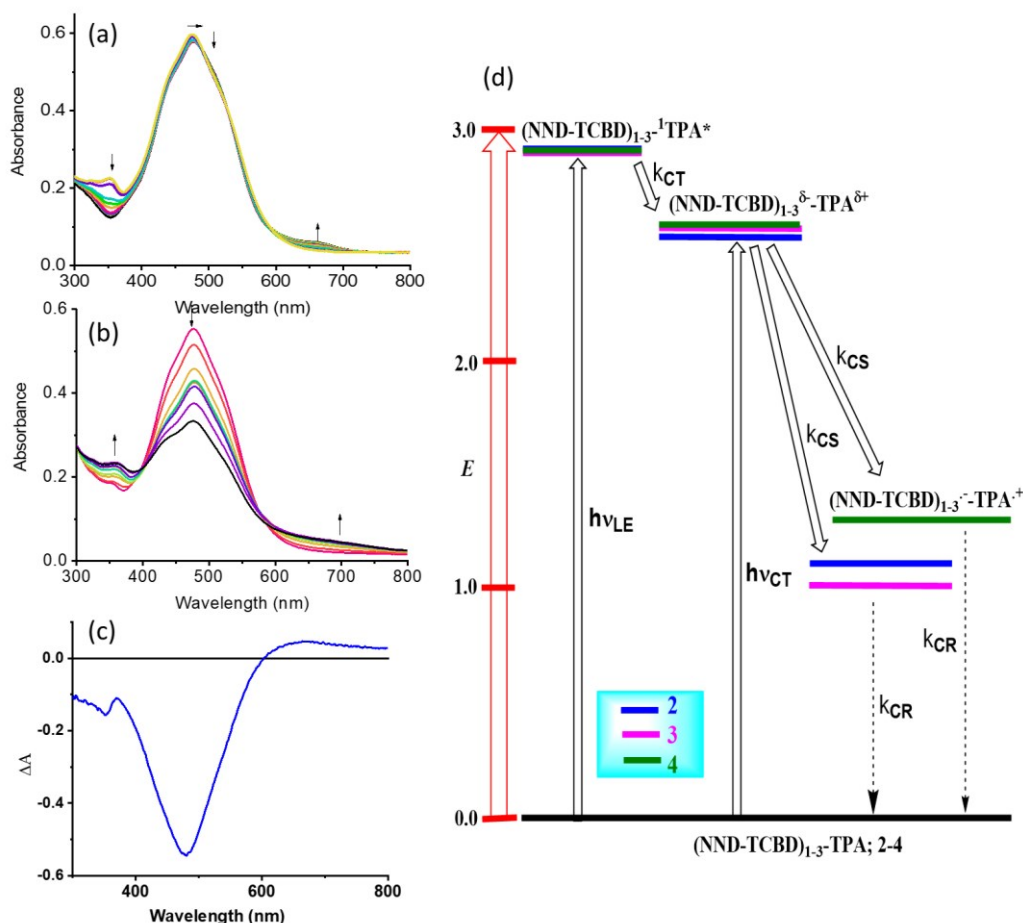 (a)
0.6
0.4
0.2
0.0
Absorbance
300 400 500 600 700 800
Wavelength (nm)
(b)
0.6
0.4
0.2
0.0
Absorbance
300 400 500 600 700 800
Wavelength (nm)
(c)
0.0
-0.2
-0.4
-0.6
ΔA
400 600 800
Wavelength (nm)
(d)
3.0
2.0
1.0
0.0
E
(NND-TCBD)₁₋₃-¹TPA*
kCT
(NND-TCBD)₁₋₃δ--TPAδ+
kCS
kCS
(NND-TCBD)₁₋₃·--TPA·+
hνLE
hνCT
kCR
kCR
2
3
4
(NND-TCBD)₁₋₃-TPA; 2-4